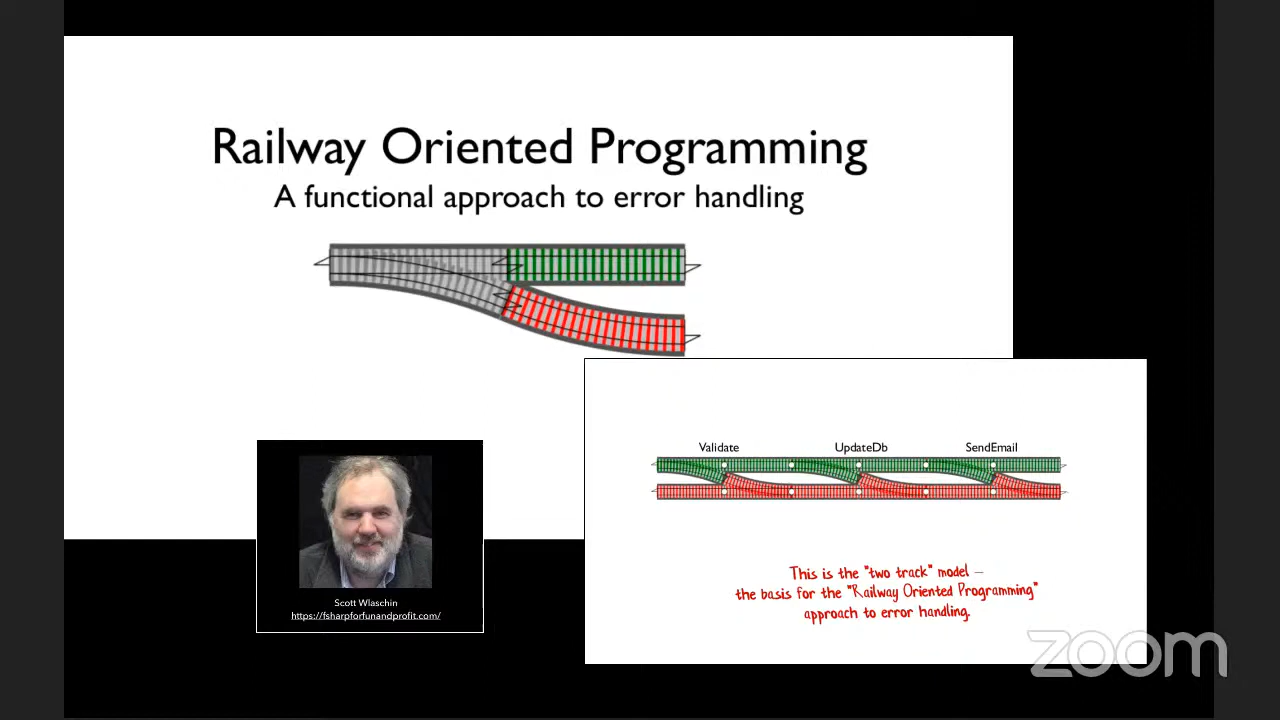 Railway Oriented Programming
A functional approach to error handling
Validate UpdateDb SendEmail
This is the "two track" model –
the basis for the "Railway Oriented Programming"
approach to error handling.
Scott Wlaschin
https://fsharpforfunandprofit.com/
zoom